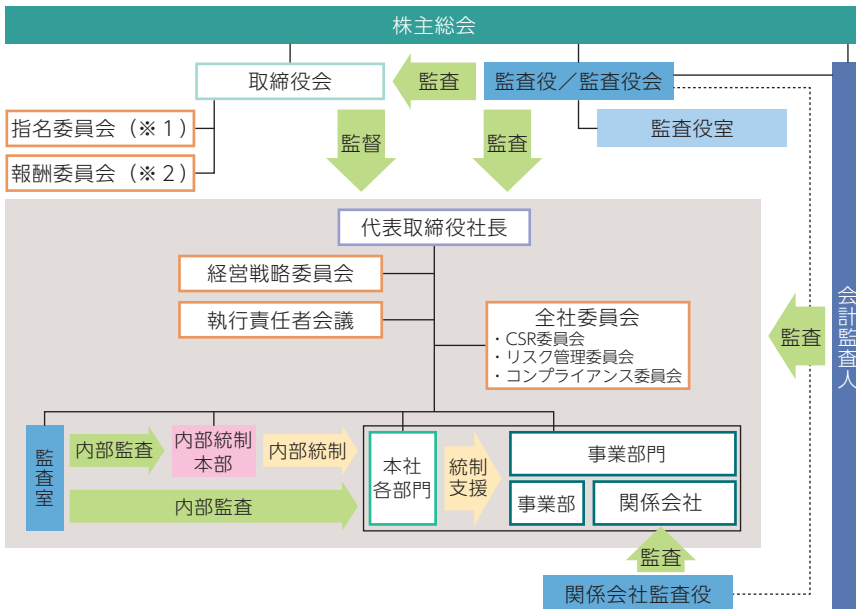 株主総会
取締役会
監査
監査役／監査役会
指名委員会（※１）
監督
監査
監査役室
報酬委員会（※２）
代表取締役社長
経営戦略委員会
執行責任者会議
全社委員会
・CSR委員会
・リスク管理委員会
・コンプライアンス委員会
監査
会計監査人
監査室
内部監査
内部統制
本部
内部統制
本社
各部門
統制
支援
事業部門
内部監査
事業部
関係会社
監査
関係会社監査役